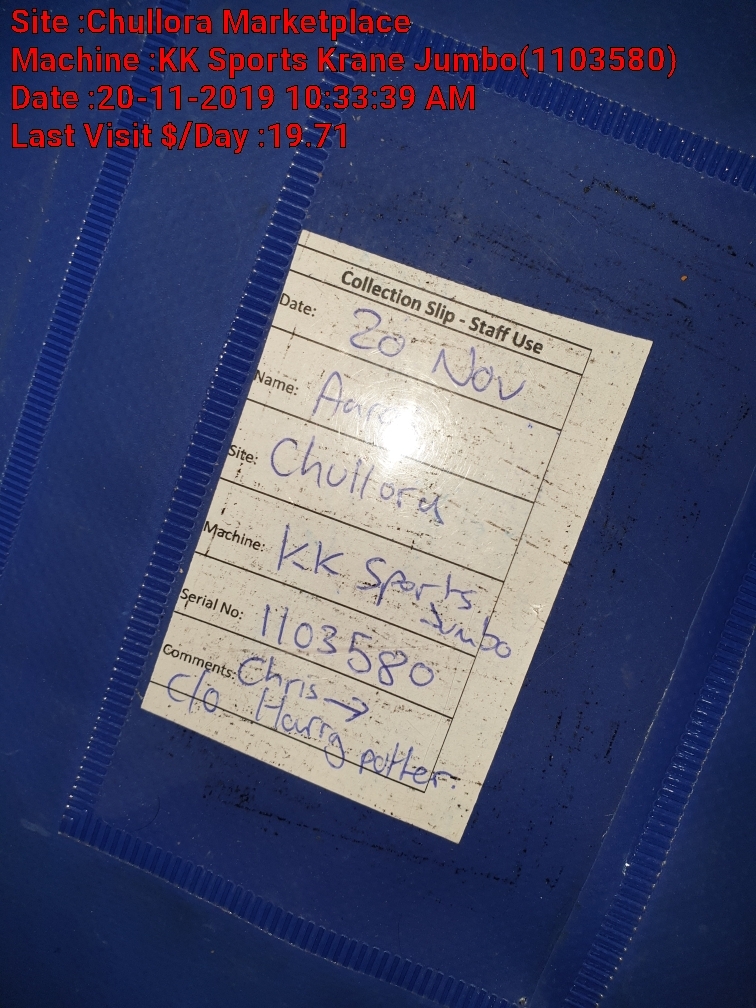 Site :Chullora Marketplace
Machine :KK Sports Krane Jumbo(1103580)
Date :20-11-2019 10:33:39 AM
Last Visit $/Day :19.71
Collection Slip - Staff Use
Date: 20 Nov
Name:
Site: Chullora
Machine: KK Sports
Jumbo
Serial No: 1103580
Comments: Chris →
c/o Harry potter.